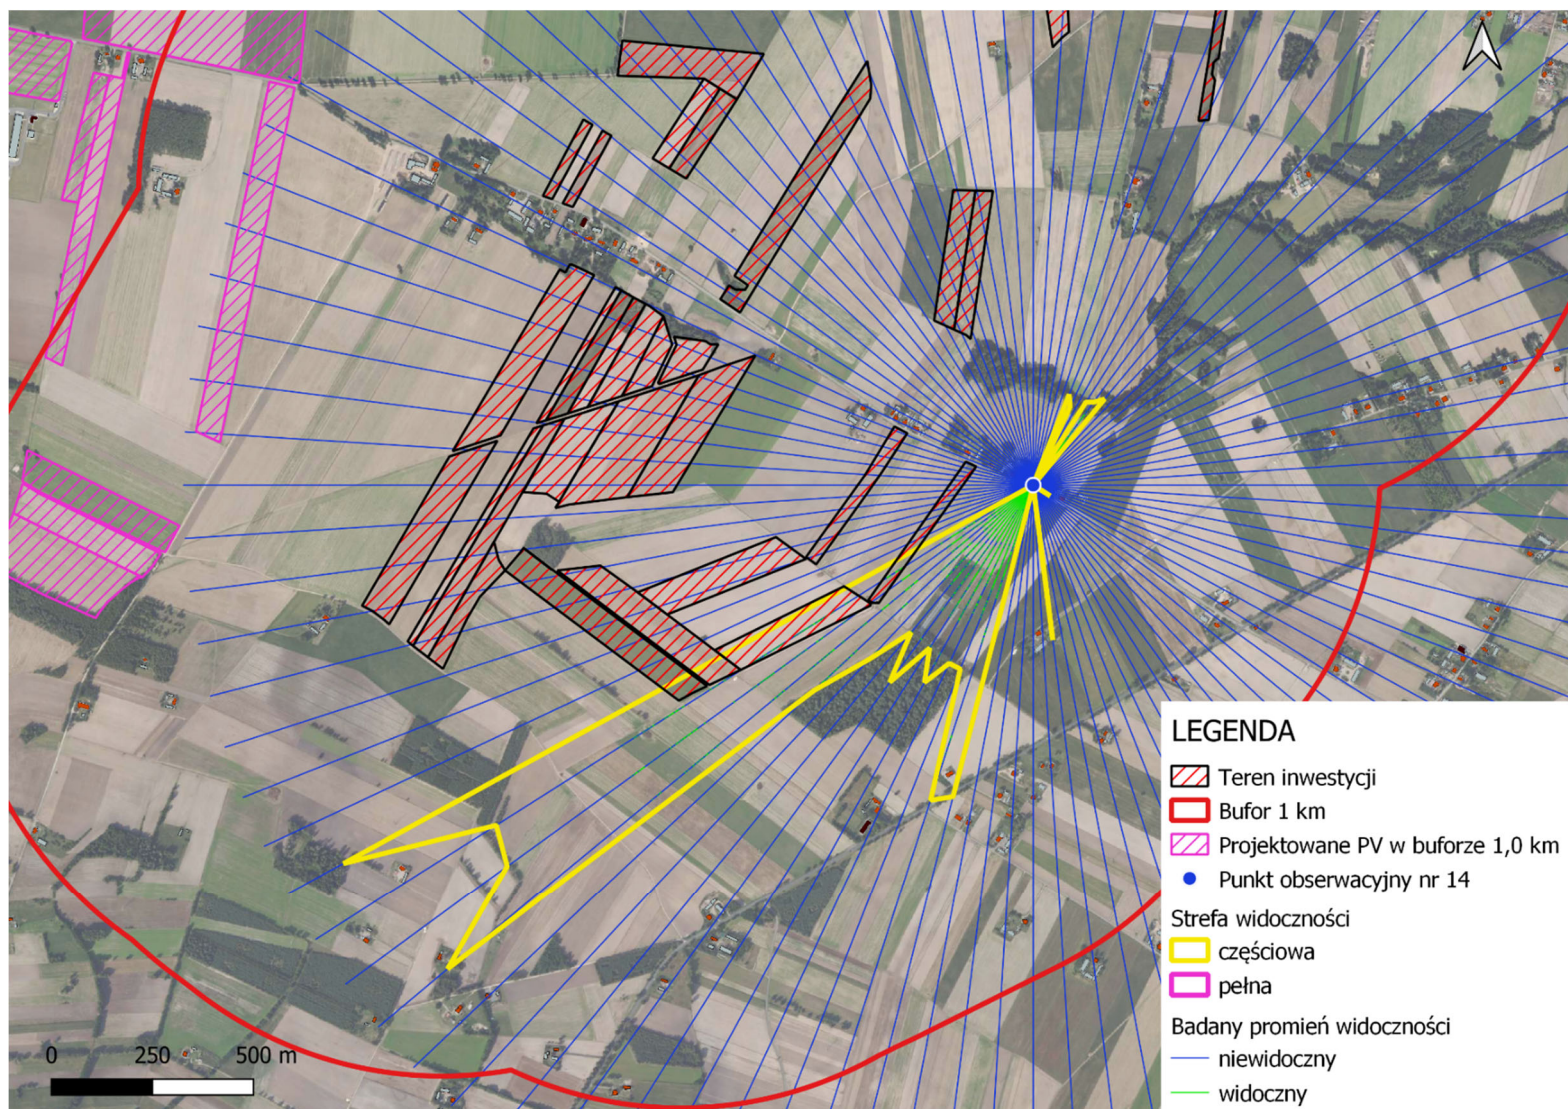 LEGENDA
Teren inwestycji
Bufor 1 km
Projektowane PV w buforze 1,0 km
Punkt obserwacyjny nr 14
Strefa widoczności
częściowa
pełna
Badany promień widoczności
niewidoczny
widoczny
0 250 500 m